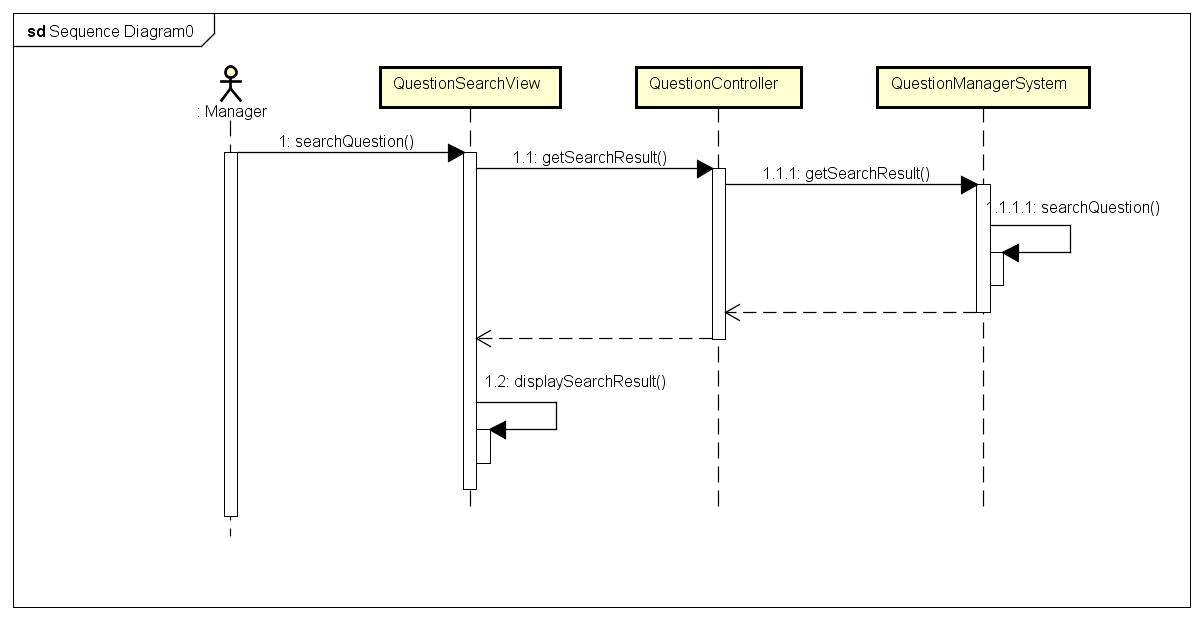 sd Sequence Diagram0
: Manager
QuestionSearchView
QuestionController
QuestionManagerSystem
1: searchQuestion()
1.1: getSearchResult()
1.1.1: getSearchResult()
1.1.1.1: searchQuestion()
1.2: displaySearchResult()